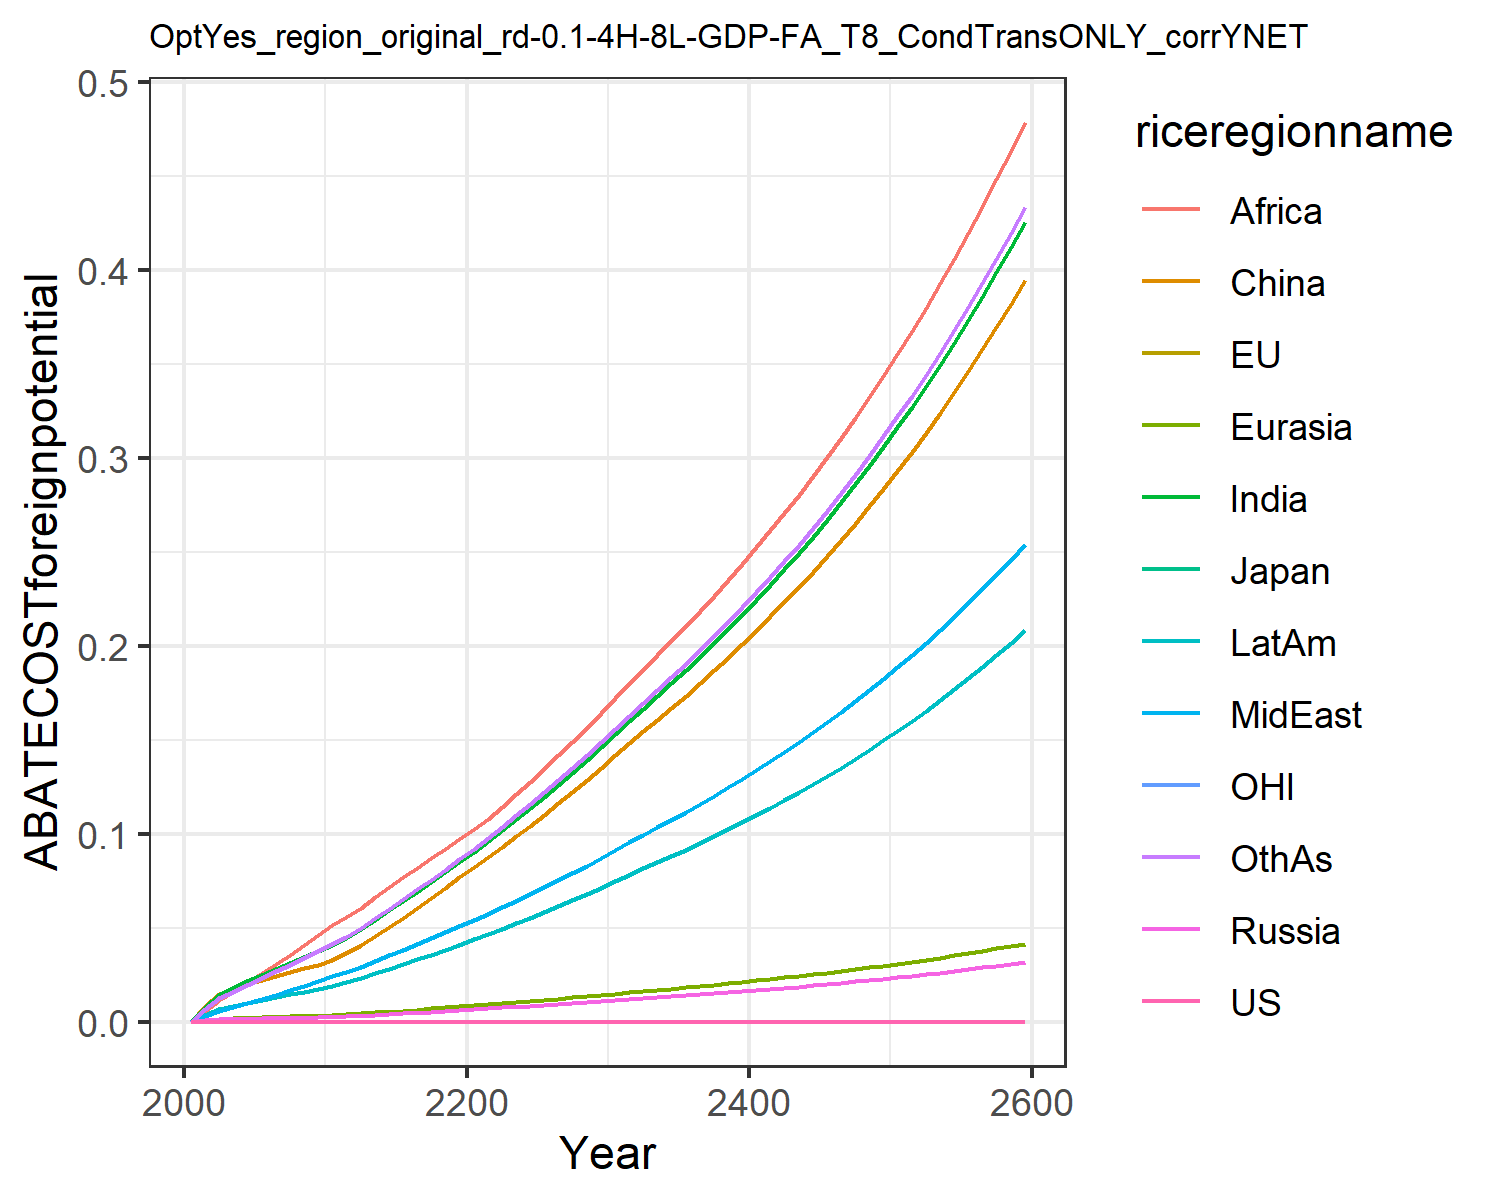 OptYes_region_original_rd-0.1-4H-8L-GDP-FA_T8_CondTransONLY_corrYNET
0.5
0.4
0.3
0.2
0.1
0.0
ABATECOSTforeignpotential
2000 2200 2400 2600
Year
riceregionname
Africa
China
EU
Eurasia
India
Japan
LatAm
MidEast
OHI
OthAs
Russia
US